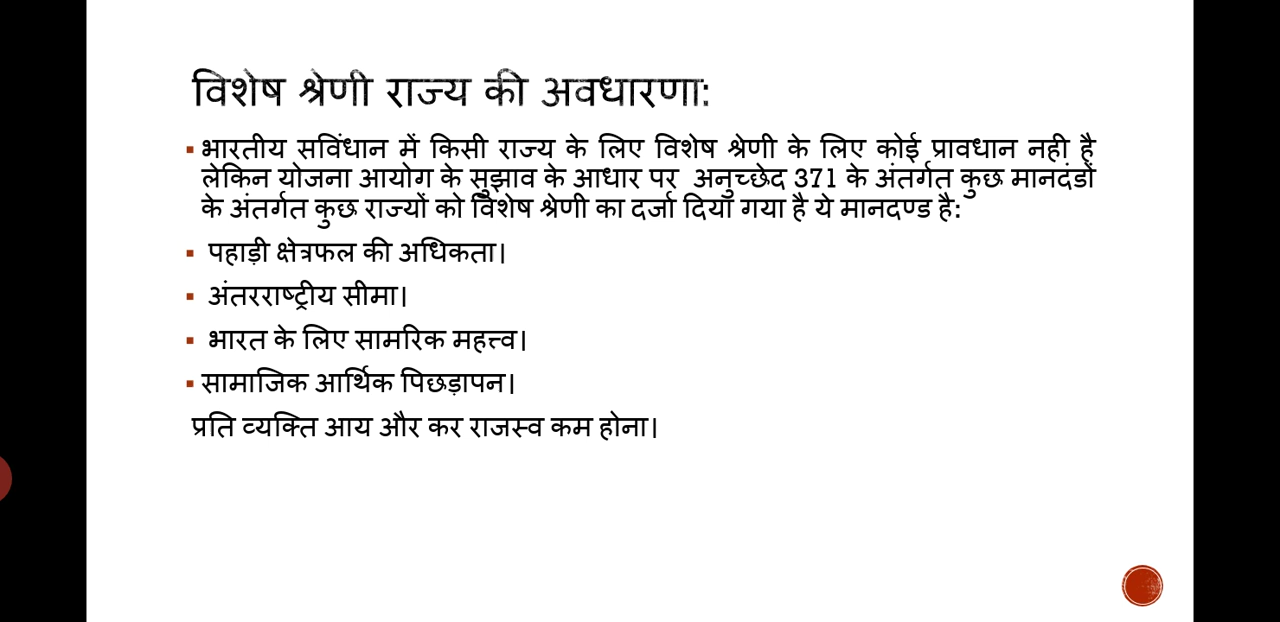 विशेष श्रेणी राज्य की अवधारणा:
▪ भारतीय सविंधान में किसी राज्य के लिए विशेष श्रेणी के लिए कोई प्रावधान नही है
लेकिन योजना आयोग के सुझाव के आधार पर अनुच्छेद 371 के अंतर्गत कुछ मानदंडों
के अंतर्गत कुछ राज्यों को विशेष श्रेणी का दर्जा दिया गया है ये मानदण्ड है:
▪ पहाड़ी क्षेत्रफल की अधिकता।
▪ अंतरराष्ट्रीय सीमा।
▪ भारत के लिए सामरिक महत्त्व।
▪ सामाजिक आर्थिक पिछड़ापन।
प्रति व्यक्ति आय और कर राजस्व कम होना।